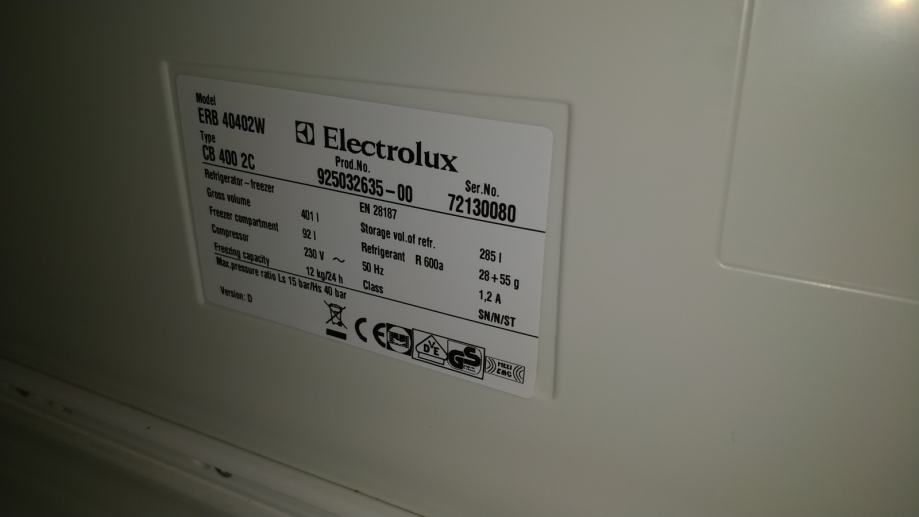 Model
ERB 40402W
Type
CB 400 2C
Electrolux
Prod.No.
925032635-00
Ser.No.
72130080
Refrigerator-freezer
EN 28187
Gross volume 401 l
Storage vol.of refr. 285 l
Freezer compartment 92 l
Refrigerant R 600a 28+55 g
Compressor 230 V ~
50 Hz 1,2 A
Freezing capacity 12 kg/24 h
Class SN/N/ST
Max.pressure ratio Ls 15 bar/Hs 40 bar
Version: D
CE
DVE
GS